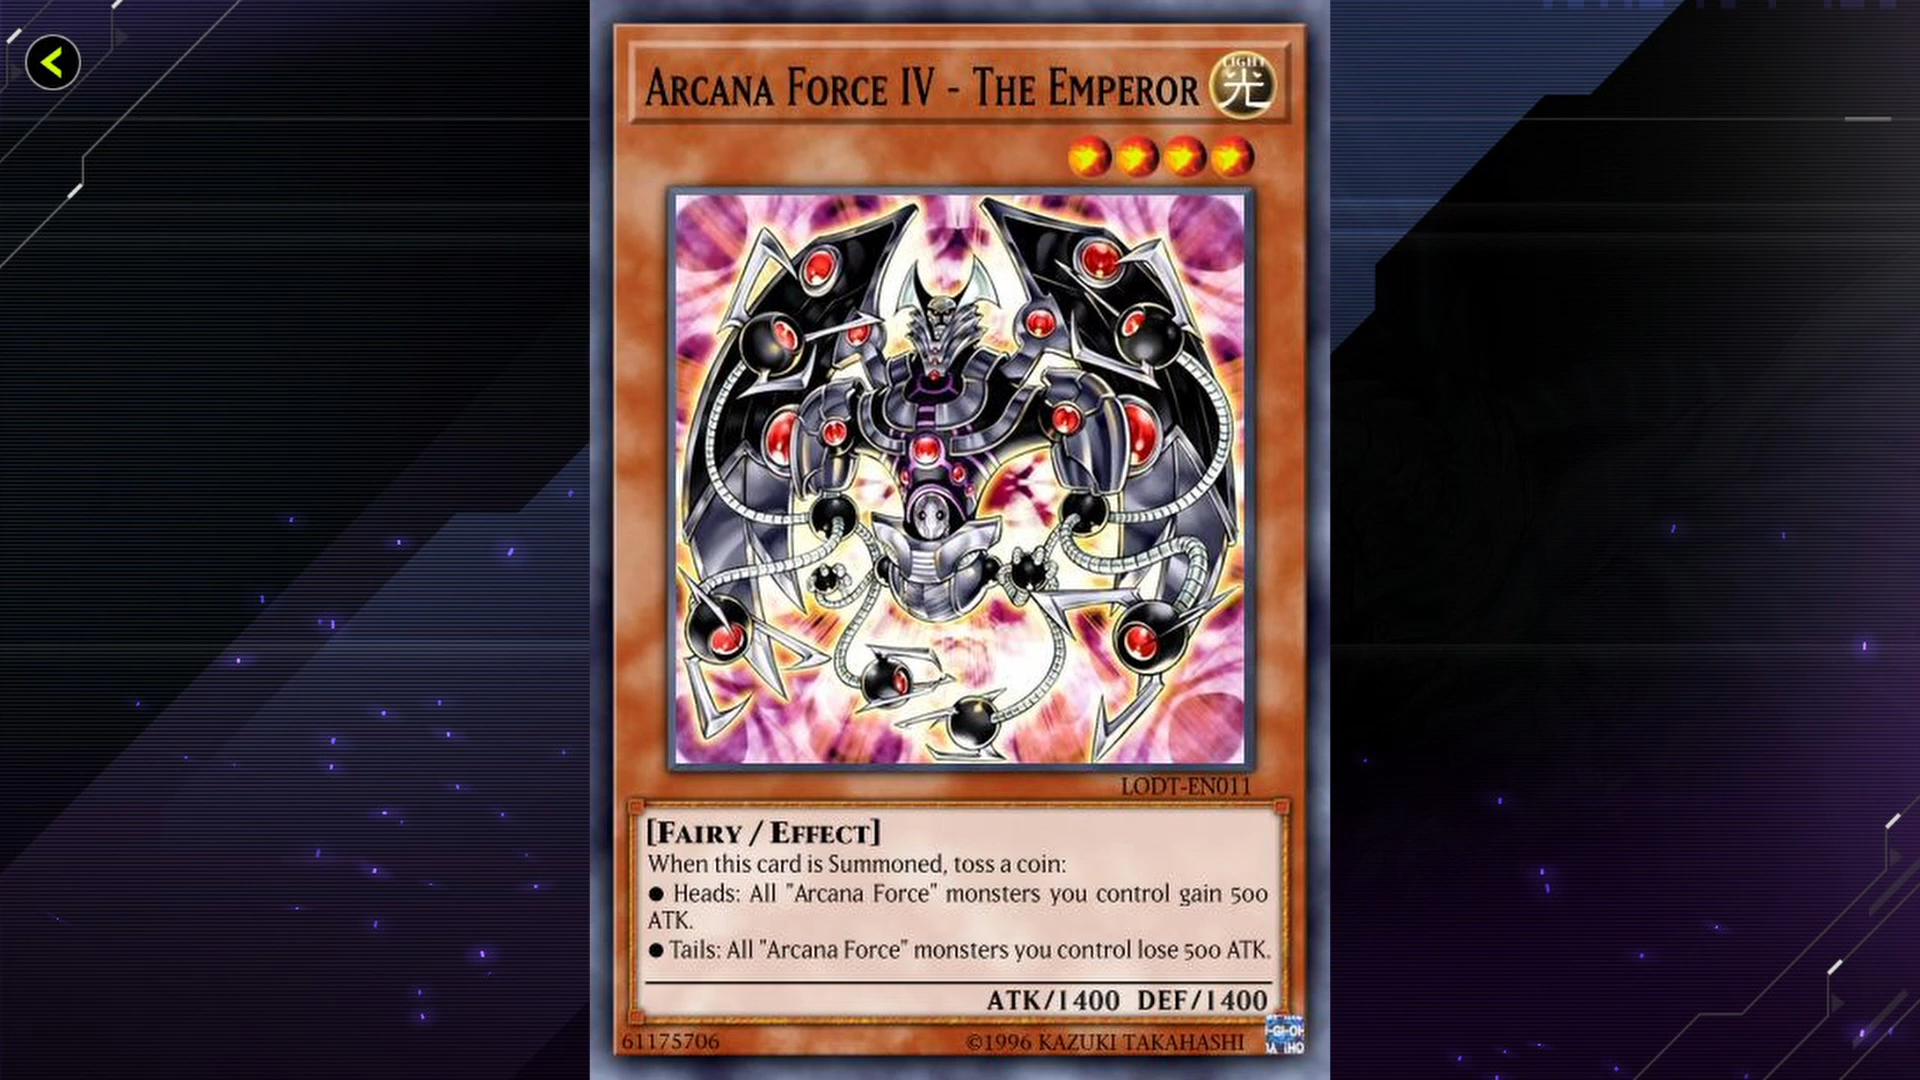 ARCANA FORCE IV - THE EMPEROR
LIGHT
光
LODT-EN011
[FAIRY / EFFECT]
When this card is Summoned, toss a coin:
● Heads: All "Arcana Force" monsters you control gain 500
ATK.
● Tails: All "Arcana Force" monsters you control lose 500 ATK.
ATK/1400 DEF/1400
61175706
©1996 KAZUKI TAKAHASHI